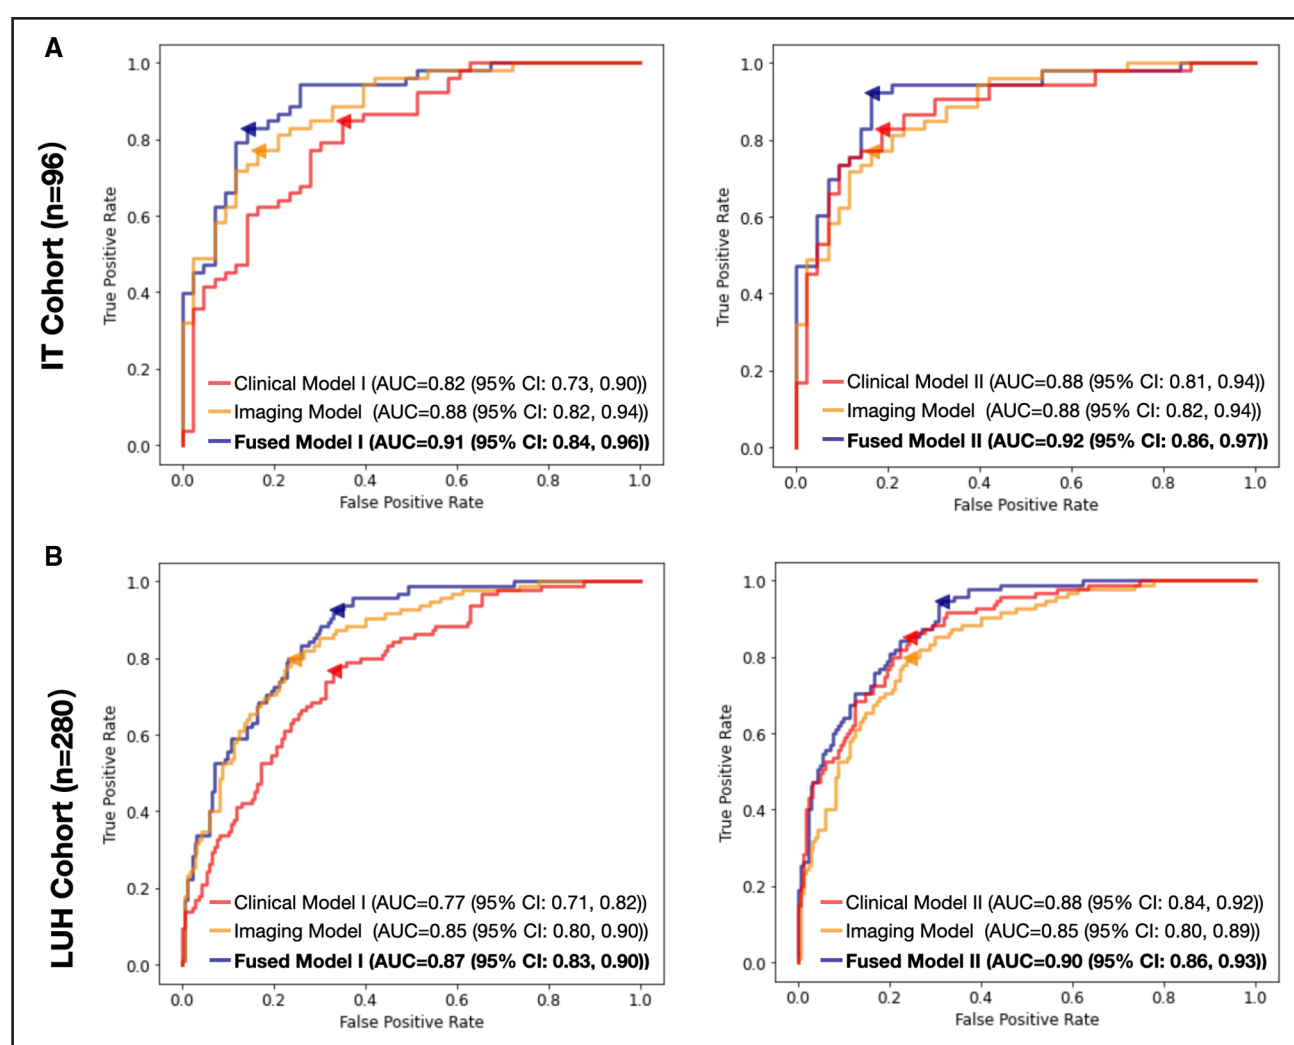 A
IT Cohort (n=96)
True Positive Rate
1.0
0.8
0.6
0.4
0.2
0.0
Clinical Model I (AUC=0.82 (95% CI: 0.73, 0.90))
Imaging Model (AUC=0.88 (95% CI: 0.82, 0.94))
Fused Model I (AUC=0.91 (95% CI: 0.84, 0.96))
0.0 0.2 0.4 0.6 0.8 1.0
False Positive Rate
True Positive Rate
1.0
0.8
0.6
0.4
0.2
0.0
Clinical Model II (AUC=0.88 (95% CI: 0.81, 0.94))
Imaging Model (AUC=0.88 (95% CI: 0.82, 0.94))
Fused Model II (AUC=0.92 (95% CI: 0.86, 0.97))
0.0 0.2 0.4 0.6 0.8 1.0
False Positive Rate
B
LUH Cohort (n=280)
True Positive Rate
1.0
0.8
0.6
0.4
0.2
0.0
Clinical Model I (AUC=0.77 (95% CI: 0.71, 0.82))
Imaging Model (AUC=0.85 (95% CI: 0.80, 0.90))
Fused Model I (AUC=0.87 (95% CI: 0.83, 0.90))
0.0 0.2 0.4 0.6 0.8 1.0
False Positive Rate
True Positive Rate
1.0
0.8
0.6
0.4
0.2
0.0
Clinical Model II (AUC=0.88 (95% CI: 0.84, 0.92))
Imaging Model (AUC=0.85 (95% CI: 0.80, 0.89))
Fused Model II (AUC=0.90 (95% CI: 0.86, 0.93))
0.0 0.2 0.4 0.6 0.8 1.0
False Positive Rate